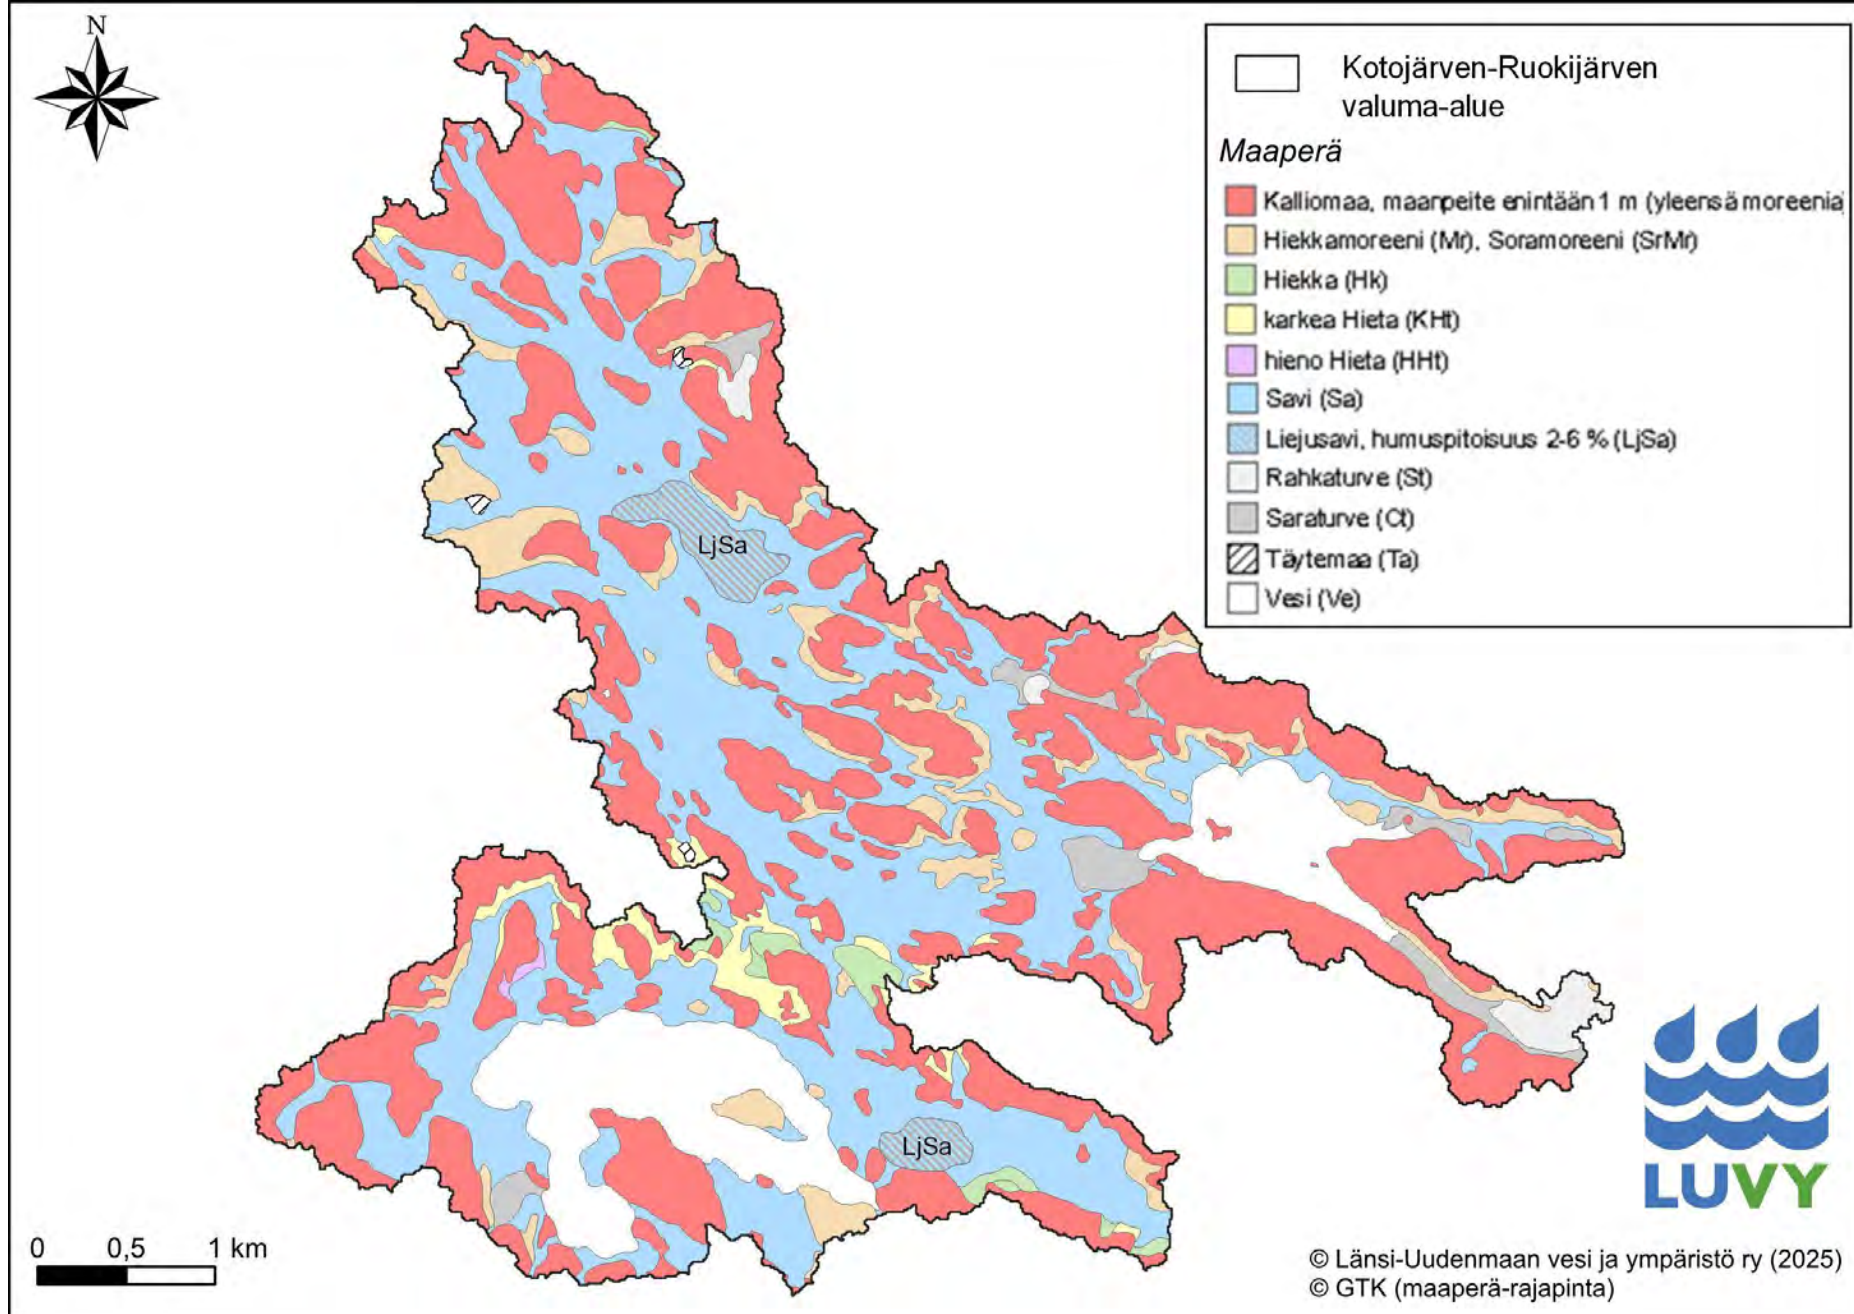 N
Kotojärven-Ruokijärven
valuma-alue
Maaperä
Kalliomaa, maanpeite enintään 1 m (yleensä moreenia
Hiekkamoreeni (Mr), Soramoreeni (SrMr)
Hiekka (Hk)
karkea Hieta (KHt)
hieno Hieta (HHt)
Savi (Sa)
Liejusavi, humuspitoisuus 2-6 % (LjSa)
Rahkaturve (St)
Saraturve (Ct)
Täytemaa (Ta)
Vesi (Ve)
LjSa
LjSa
LUVY
0 0,5 1 km
© Länsi-Uudenmaan vesi ja ympäristö ry (2025)
© GTK (maaperä-rajapinta)